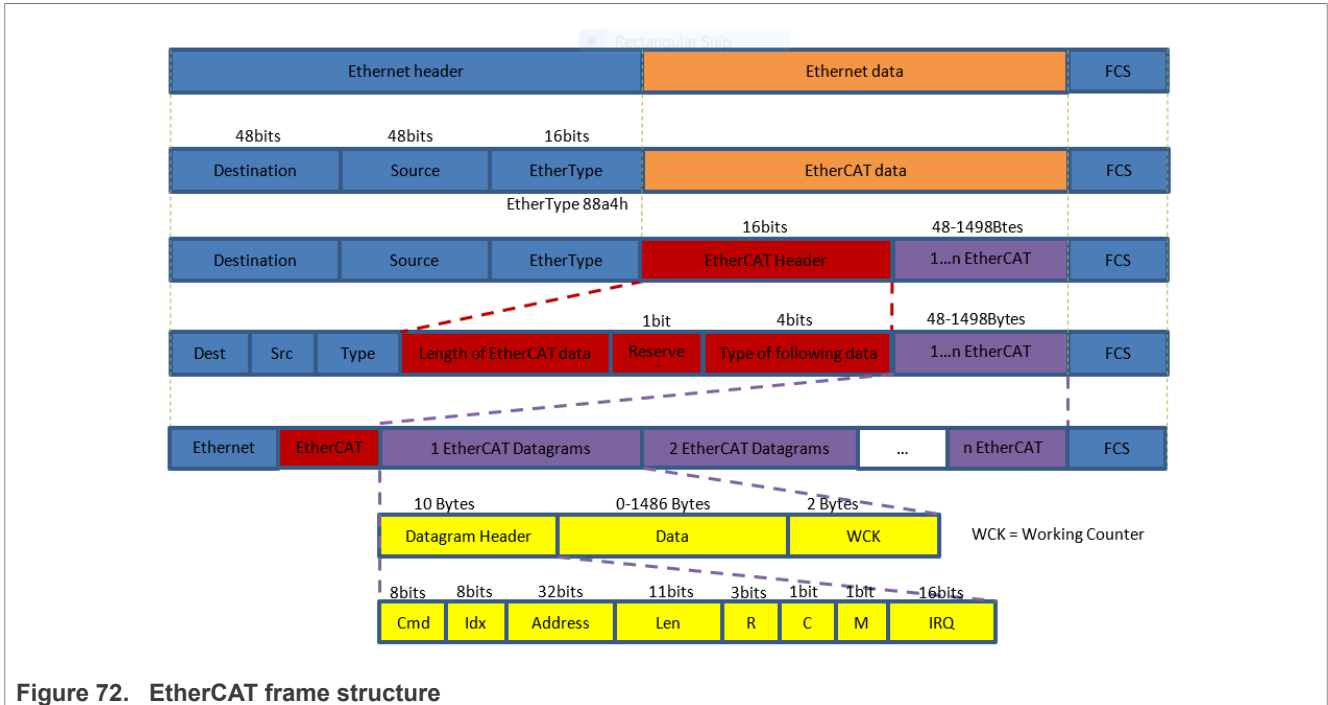 Rectangular Snip
Ethernet header Ethernet data FCS
48bits 48bits 16bits
Destination Source EtherType EtherCAT data FCS
EtherType 88a4h
16bits 48-1498Btes
Destination Source EtherType EtherCAT Header 1...n EtherCAT FCS
1bit 4bits 48-1498Bytes
Dest Src Type Length of EtherCAT data Reserve Type of following data 1...n EtherCAT FCS
Ethernet EtherCAT 1 EtherCAT Datagrams 2 EtherCAT Datagrams ... n EtherCAT FCS
10 Bytes 0-1486 Bytes 2 Bytes
Datagram Header Data WCK WCK = Working Counter
8bits 8bits 32bits 11bits 3bits 1bit 1bit 16bits
Cmd Idx Address Len R C M IRQ
Figure 72. EtherCAT frame structure